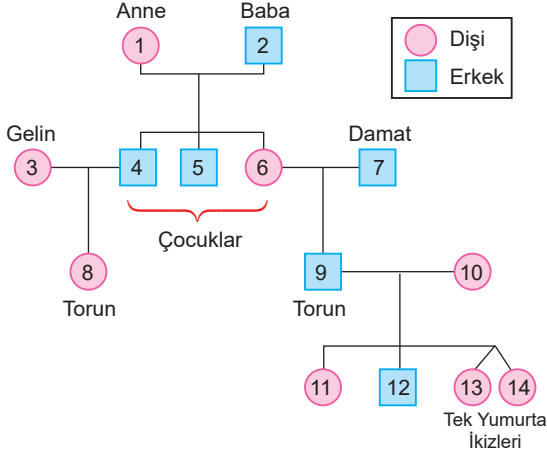 Anne
Baba
1
2
Dişi
Erkek
Gelin
Damat
3
4
5
6
7
Çocuklar
8
9
10
Torun
Torun
11
12
13
14
Tek Yumurta
İkizleri